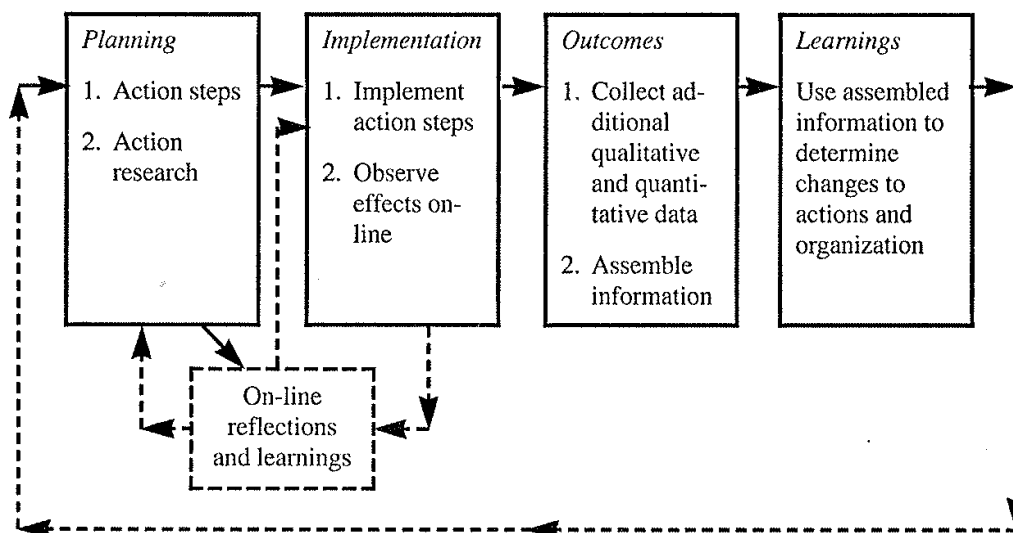 Planning
1. Action steps
2. Action
research
Implementation
1. Implement
action steps
2. Observe
effects on-
line
Outcomes
1. Collect ad-
ditional
qualitative
and quanti-
tative data
2. Assemble
information
Learnings
Use assembled
information to
determine
changes to
actions and
organization
On-line
reflections
and learnings